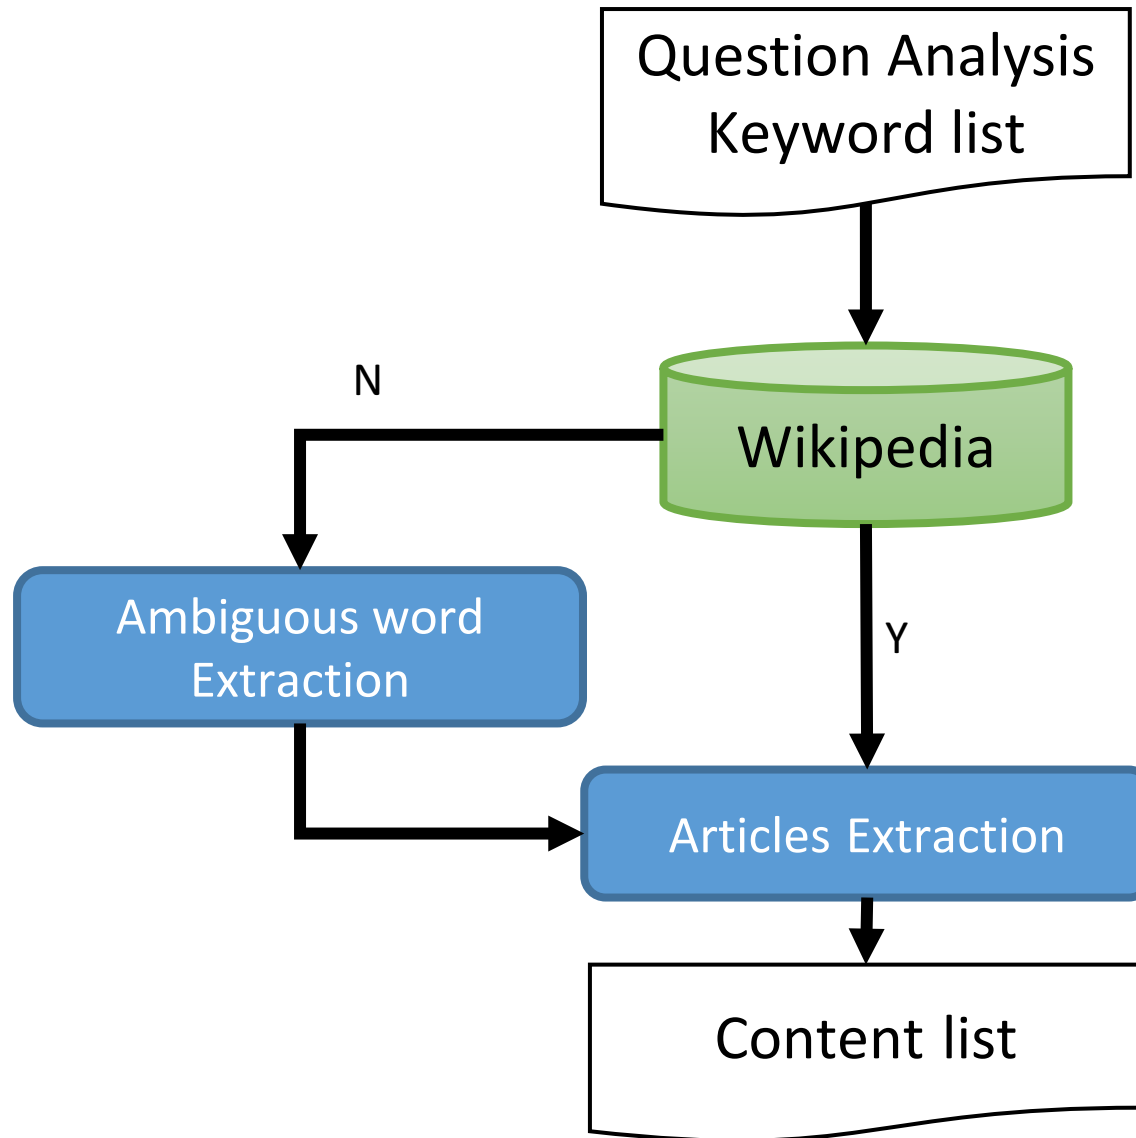 Question Analysis
Keyword list
N
Wikipedia
Ambiguous word
Extraction
Y
Articles Extraction
Content list